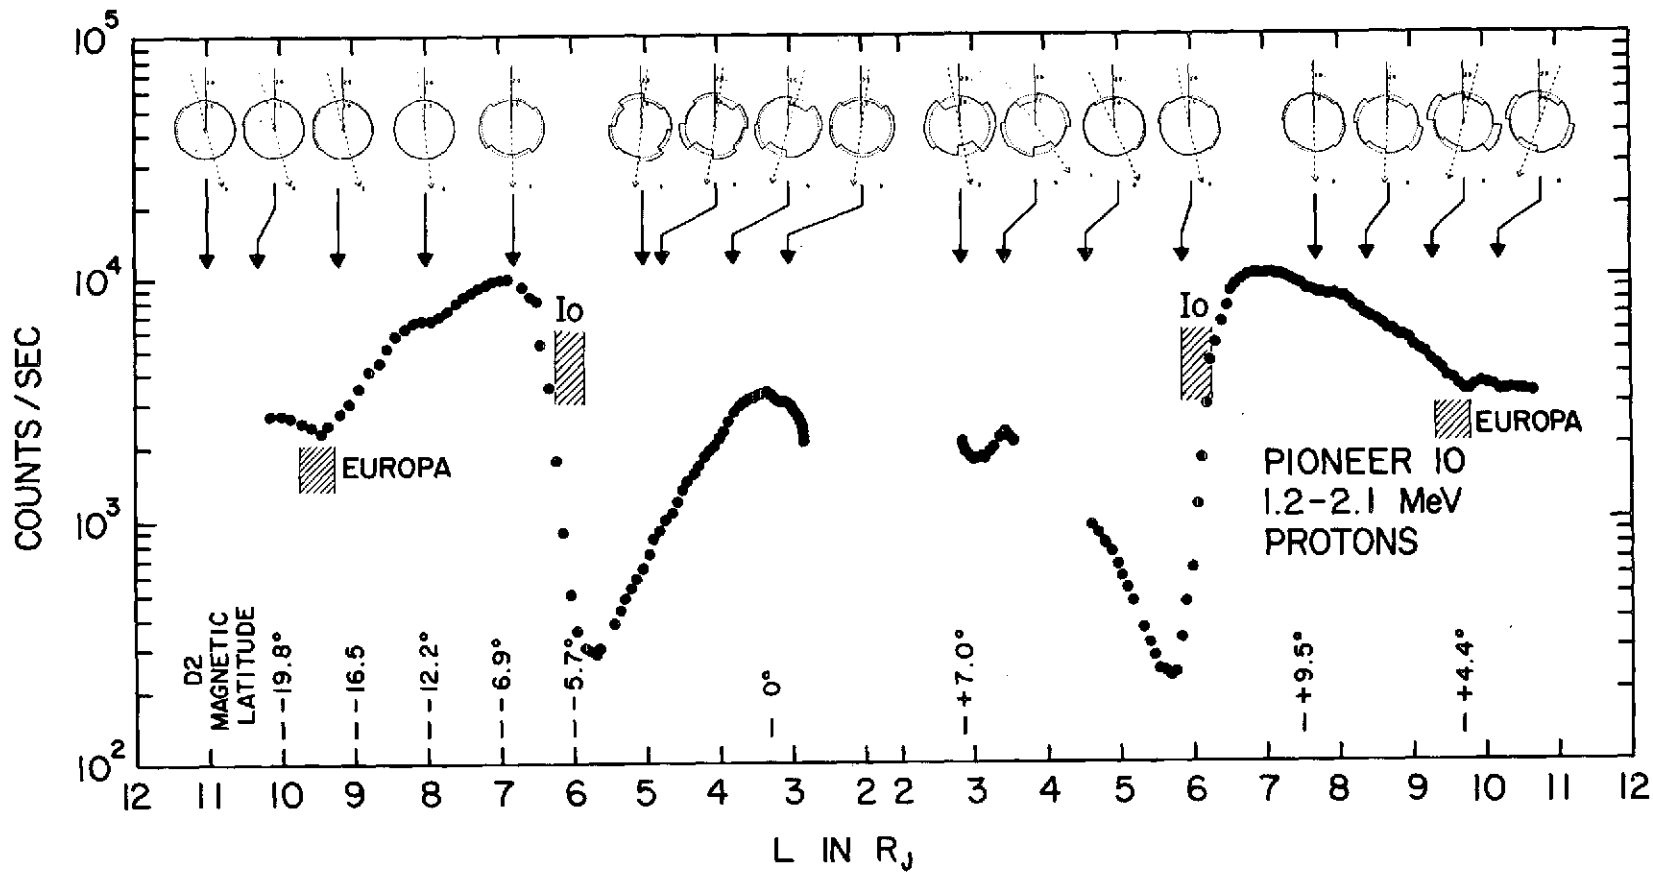 10^5
10^4
10^3
10^2
COUNTS/SEC
Io
Io
EUROPA
EUROPA
PIONEER 10
1.2-2.1 MeV
PROTONS
D2
MAGNETIC
LATITUDE
-19.8°
-16.5
-12.2°
-6.9°
-5.7°
0°
+7.0°
+9.5°
+4.4°
12 11 10 9 8 7 6 5 4 3 2 2 3 4 5 6 7 8 9 10 11 12
L IN R_J